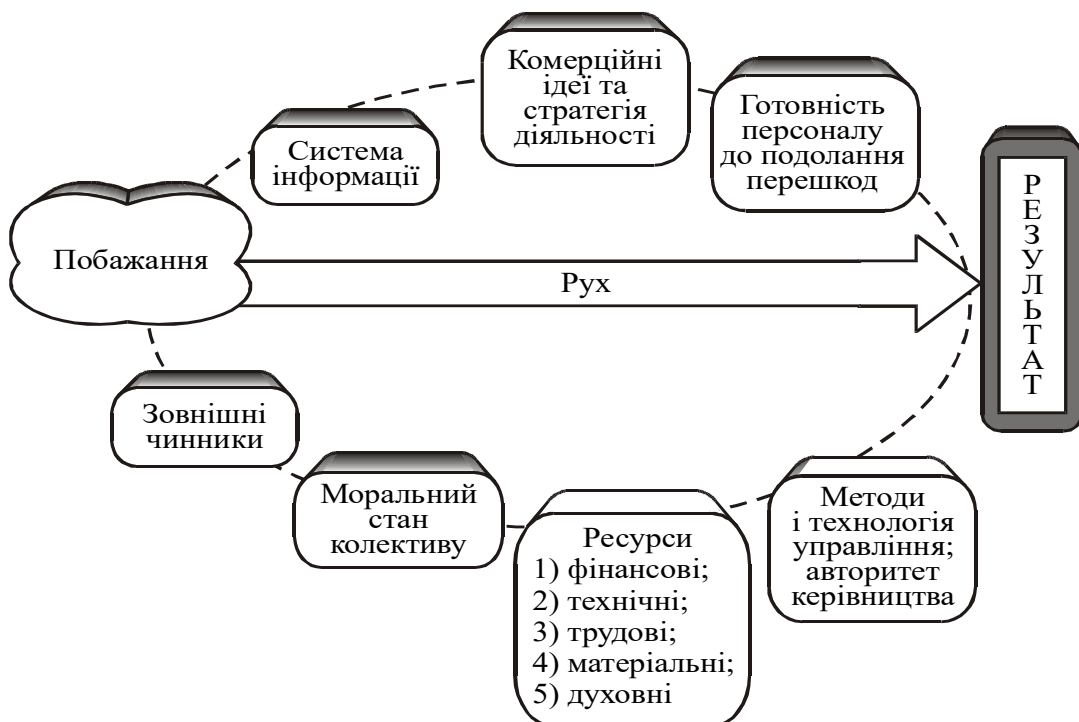 Комерційні
ідеї та
стратегія
діяльності
Готовність
персоналу
до подолання
перешкод
Система
інформації
Побажання
Рух
РЕЗУЛЬТАТ
Зовнішні
чинники
Моральний
стан
колективу
Ресурси
1) фінансові;
2) технічні;
3) трудові;
4) матеріальні;
5) духовні
Методи
і технологія
управління;
авторитет
керівництва